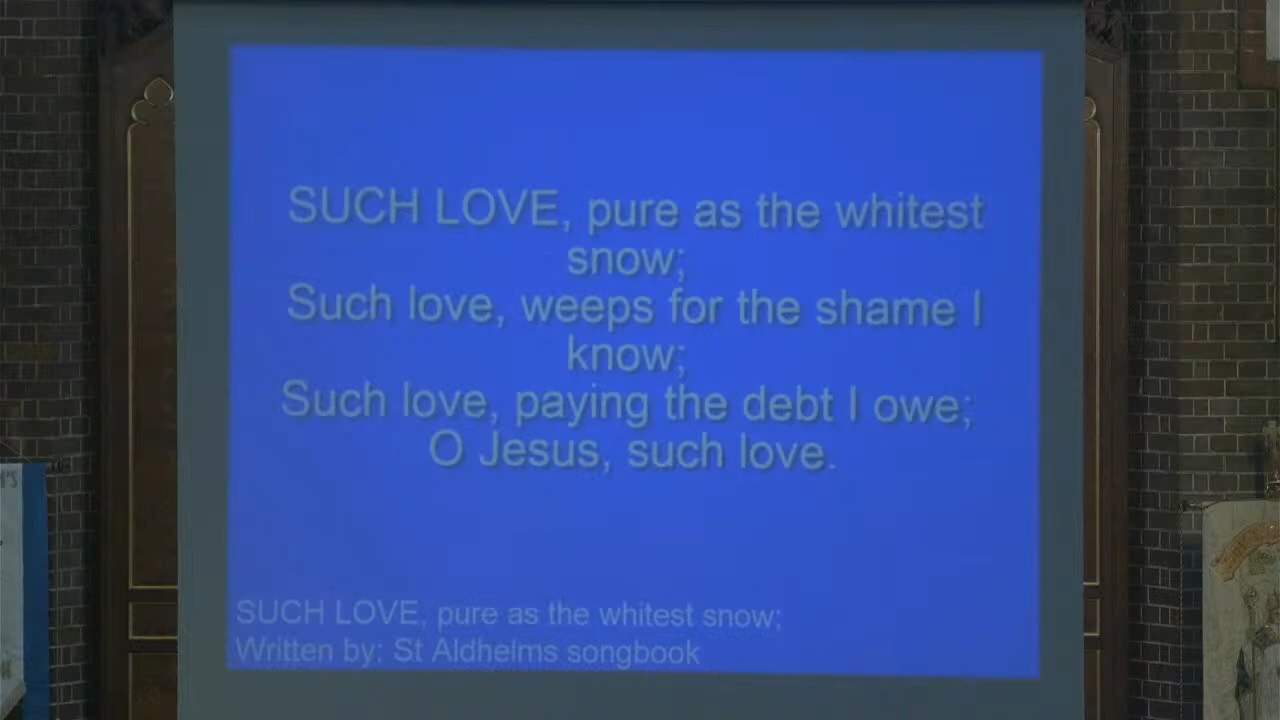 SUCH LOVE, pure as the whitest
snow;
Such love, weeps for the shame I
know;
Such love, paying the debt I owe;
O Jesus, such love.
SUCH LOVE, pure as the whitest snow;
Written by: St Aldhelms songbook